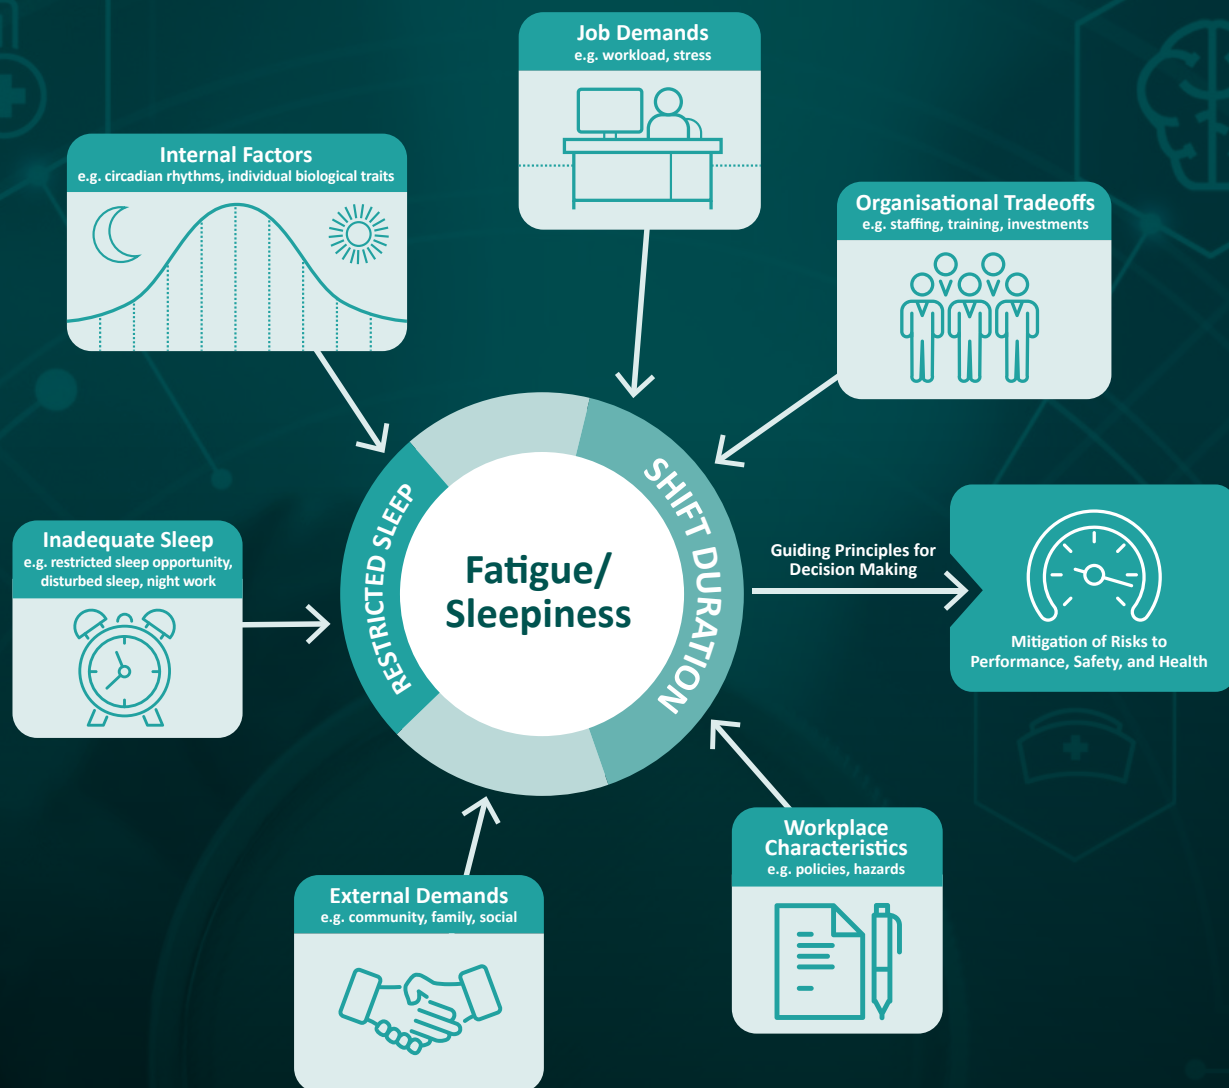 Job Demands
e.g. workload, stress
Internal Factors
e.g. circadian rhythms, individual biological traits
Organisational Tradeoffs
e.g. staffing, training, investments
Inadequate Sleep
e.g. restricted sleep opportunity,
disturbed sleep, night work
RESTRICTED SLEEP
Fatigue/
Sleepiness
SHIFT DURATION
Guiding Principles for
Decision Making
Mitigation of Risks to
Performance, Safety, and Health
Workplace
Characteristics
e.g. policies, hazards
External Demands
e.g. community, family, social